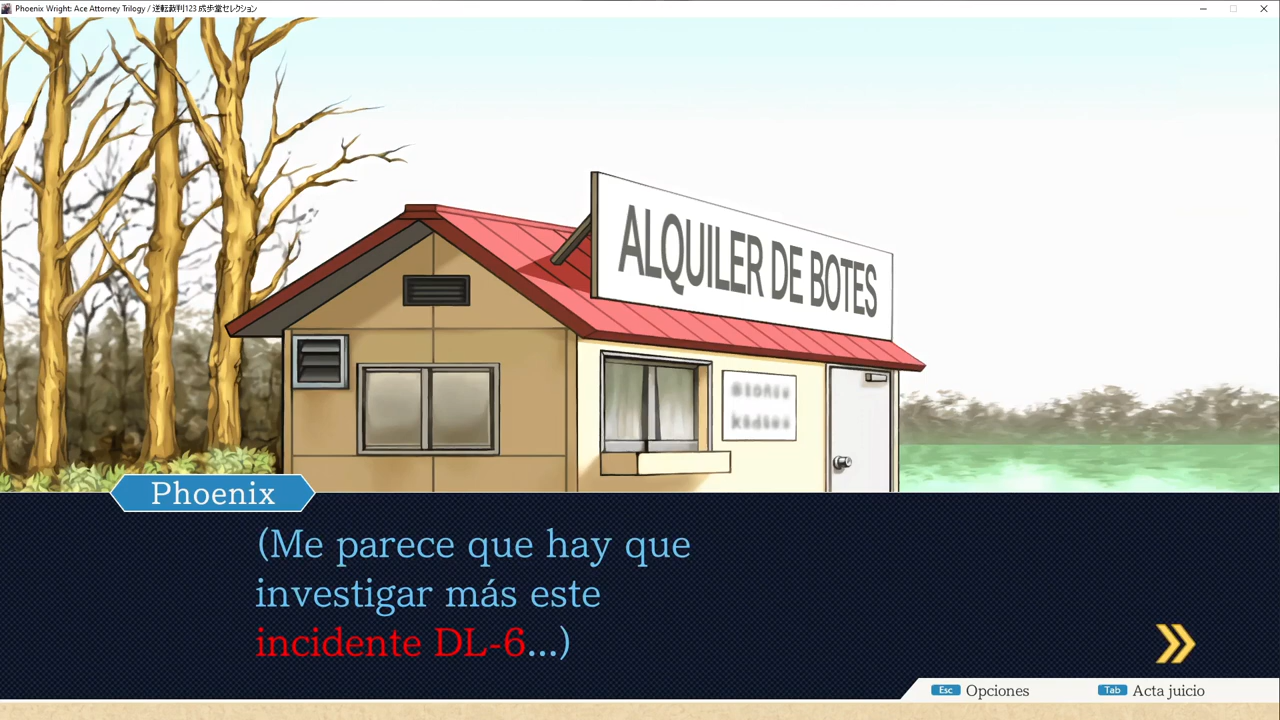 Phoenix Wright: Ace Attorney Trilogy / 逆転裁判123 成歩堂セレクション
ALQUILER DE BOTES
Phoenix
(Me parece que hay que
investigar más este
incidente DL-6...)
Esc Opciones
Tab Acta juicio